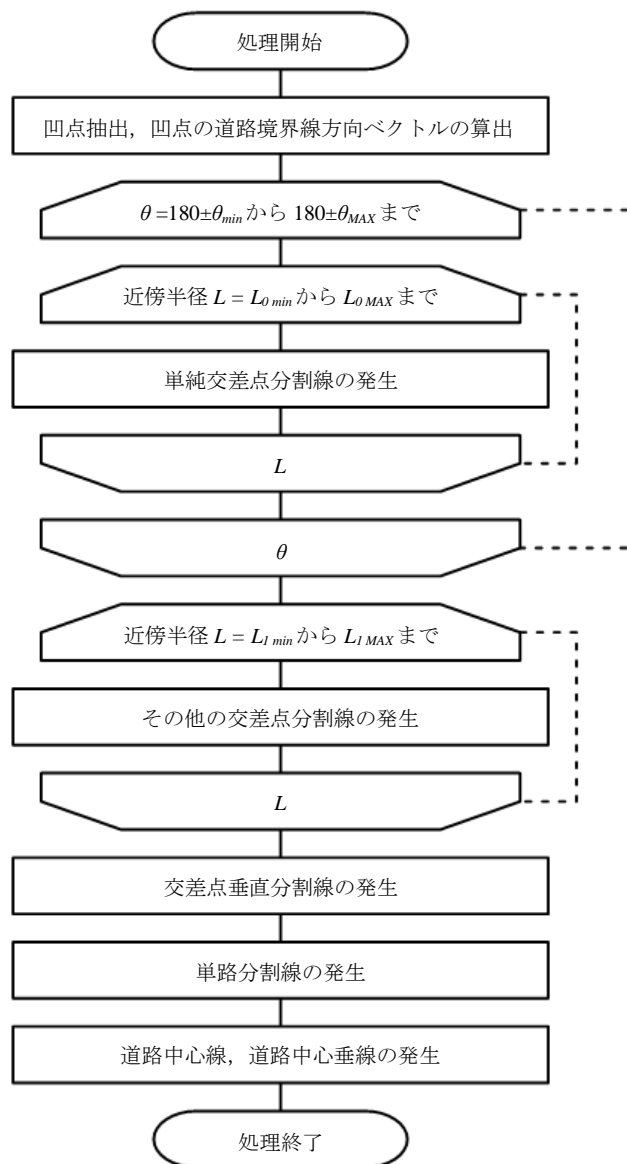 処理開始
凹点抽出，凹点の道路境界線方向ベクトルの算出
θ =180±θmin から 180±θMAX まで
近傍半径 L = L0 min から L0 MAX まで
単純交差点分割線の発生
L
θ
近傍半径 L = L1 min から L1 MAX まで
その他の交差点分割線の発生
L
交差点垂直分割線の発生
単路分割線の発生
道路中心線，道路中心垂線の発生
処理終了